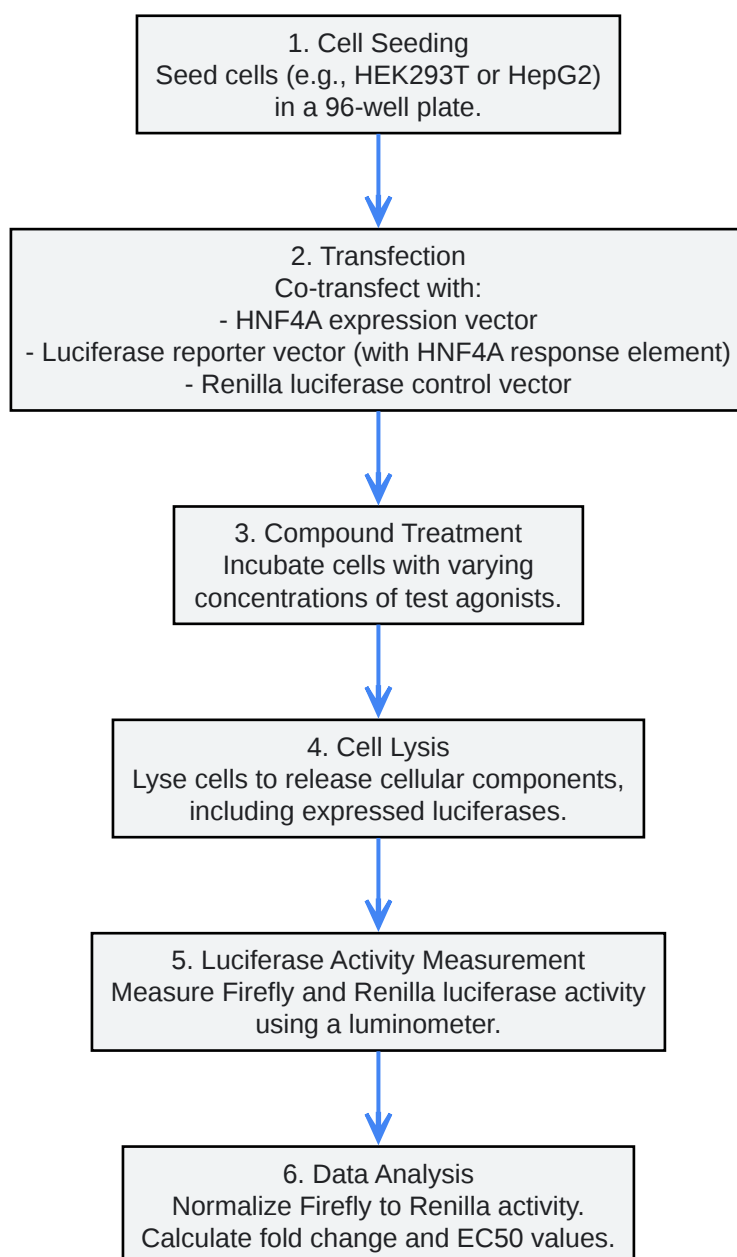 1. Cell Seeding
Seed cells (e.g., HEK293T or HepG2)
in a 96-well plate.
2. Transfection
Co-transfect with:
- HNF4A expression vector
- Luciferase reporter vector (with HNF4A response element)
- Renilla luciferase control vector
3. Compound Treatment
Incubate cells with varying
concentrations of test agonists.
4. Cell Lysis
Lyse cells to release cellular components,
including expressed luciferases.
5. Luciferase Activity Measurement
Measure Firefly and Renilla luciferase activity
using a luminometer.
6. Data Analysis
Normalize Firefly to Renilla activity.
Calculate fold change and EC50 values.